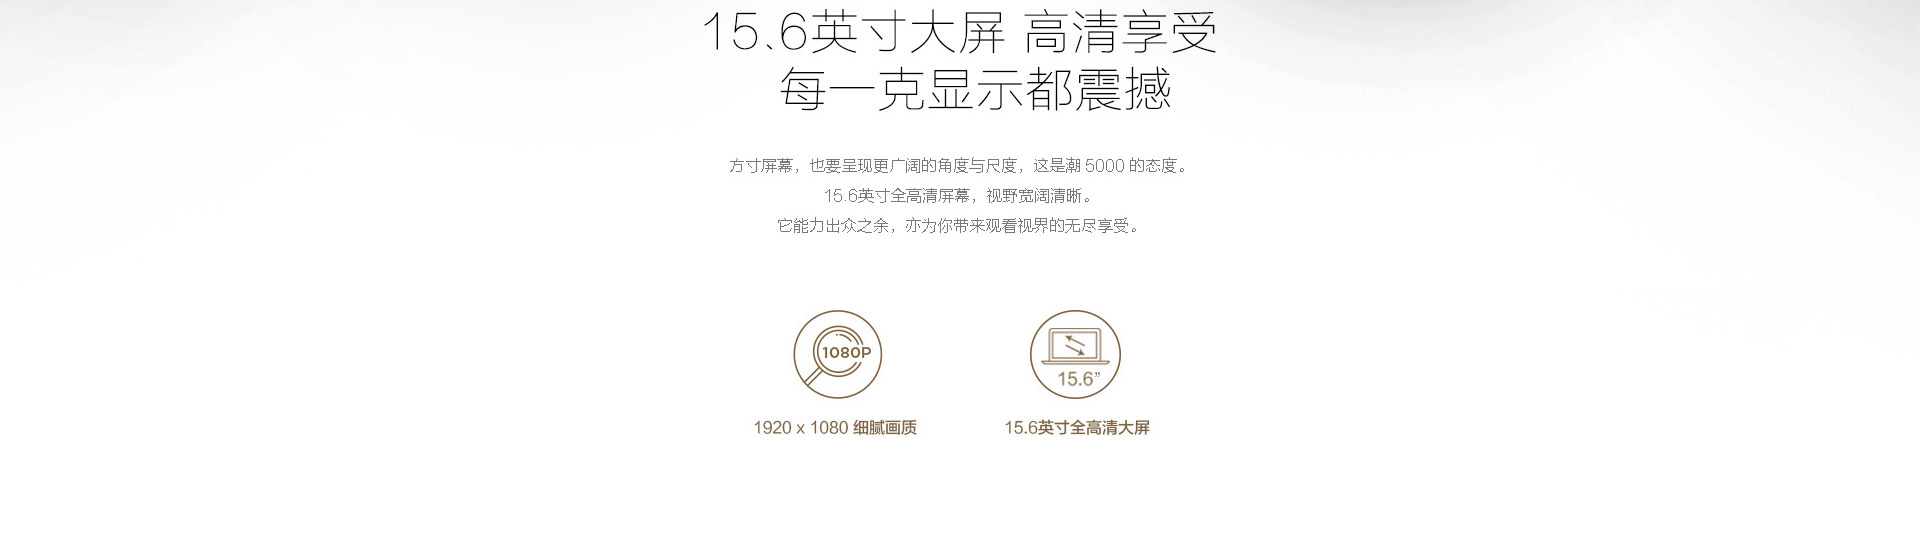 15.6英寸大屏 高清享受
每一克显示都震撼
方寸屏幕，也要呈现更广阔的角度与尺度，这是潮 5000 的态度。
15.6英寸全高清屏幕，视野宽阔清晰。
它能力出众之余，亦为你带来观看视界的无尽享受。
1080P
15.6”
1920 x 1080 细腻画质
15.6英寸全高清大屏